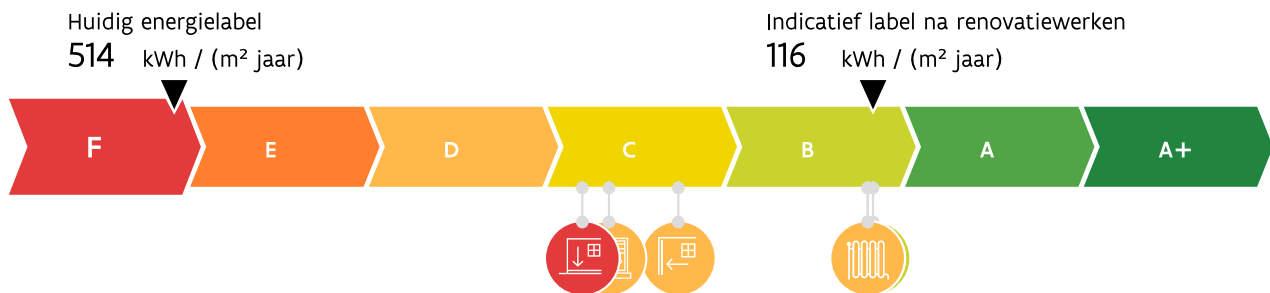 Huidig energielabel
514 kWh / (m² jaar)
Indicatief label na renovatiewerken
116 kWh / (m² jaar)
F E D C B A A+